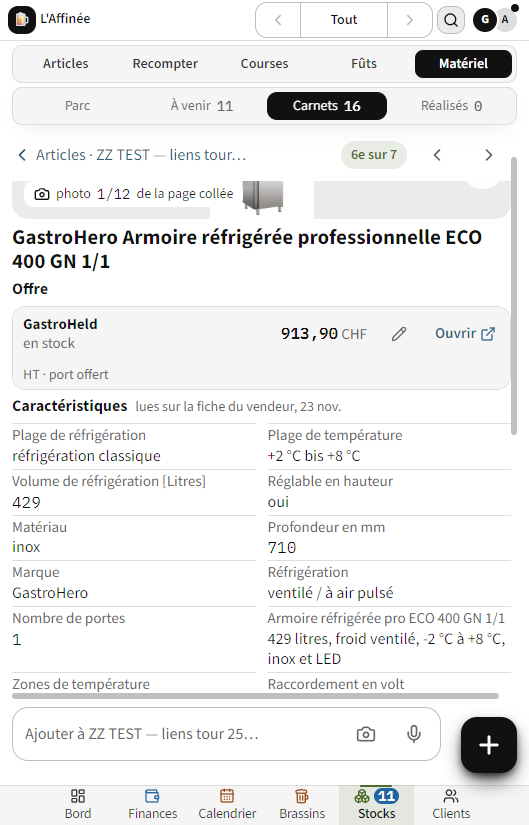 L'Affinée
Tout
G
A
Articles
Recompter
Courses
Fûts
Matériel
Parc
À venir 11
Carnets 16
Réalisés 0
Articles · ZZ TEST — liens tour…
6e sur 7
photo 1/12 de la page collée
GastroHero Armoire réfrigérée professionnelle ECO
400 GN 1/1
Offre
GastroHeld
en stock
913,90 CHF
Ouvrir
HT · port offert
Caractéristiques lues sur la fiche du vendeur, 23 nov.
Plage de réfrigération
réfrigération classique
Plage de température
+2 °C bis +8 °C
Volume de réfrigération [Litres]
429
Réglable en hauteur
oui
Matériau
inox
Profondeur en mm
710
Marque
GastroHero
Réfrigération
ventilé / à air pulsé
Nombre de portes
1
Armoire réfrigérée pro ECO 400 GN 1/1
429 litres, froid ventilé, -2 °C à +8 °C,
inox et LED
Zones de température
Raccordement en volt
Ajouter à ZZ TEST — liens tour 25…
Bord
Finances
Calendrier
Brassins
11
Stocks
Clients